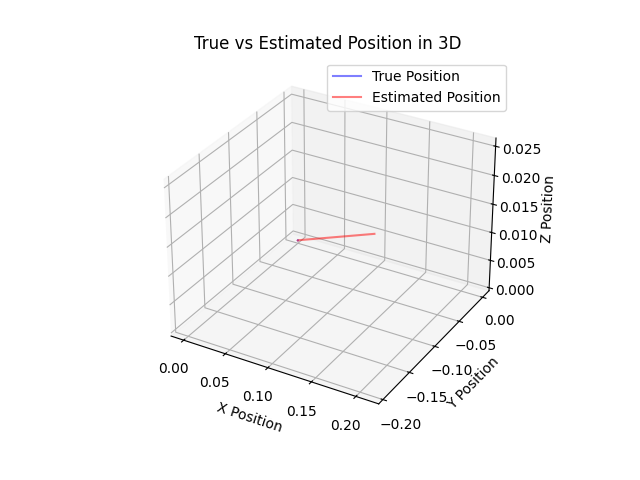 True vs Estimated Position in 3D
True Position
Estimated Position
0.025
0.020
0.015
0.010
0.005
0.000
Z Position
0.00
−0.05
−0.10
−0.15
−0.20
Y Position
0.00
0.05
0.10
0.15
0.20
X Position